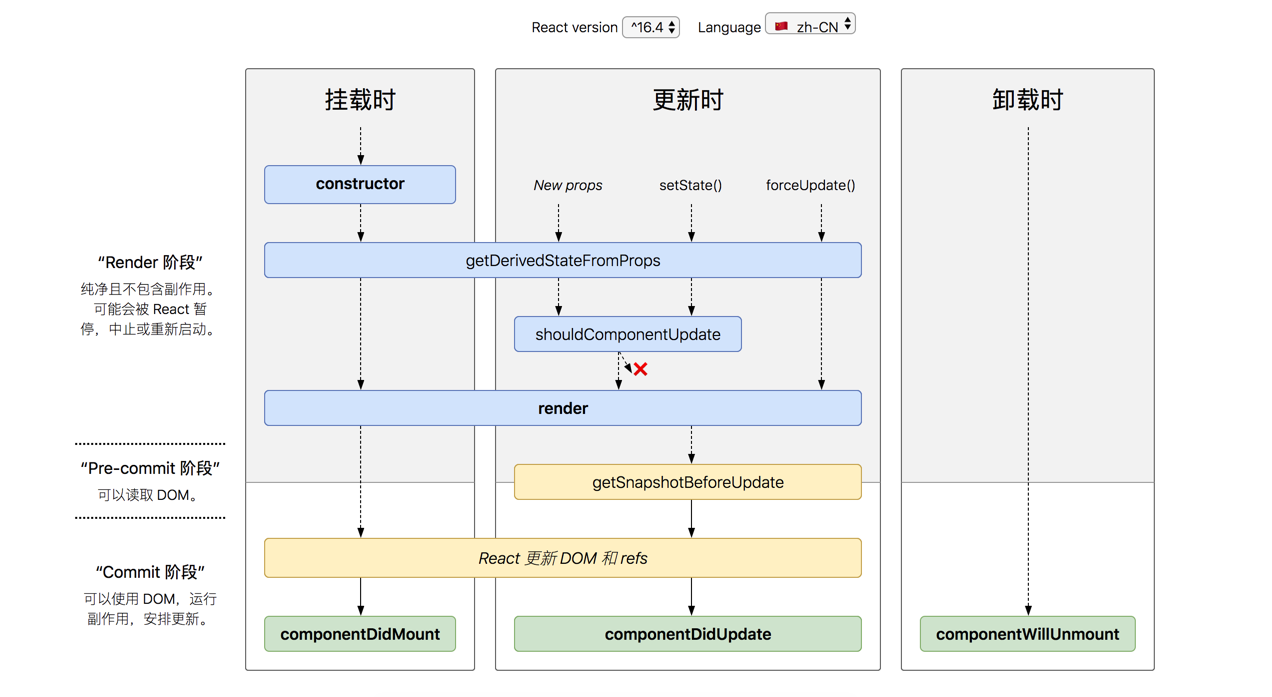 React version ^16.4 Language 🇨🇳 zh-CN
挂载时
更新时
卸载时
constructor
New props
setState()
forceUpdate()
“Render 阶段”
纯净且不包含副作用。
可能会被 React 暂
停，中止或重新启动。
getDerivedStateFromProps
shouldComponentUpdate
render
“Pre-commit 阶段”
可以读取 DOM。
getSnapshotBeforeUpdate
“Commit 阶段”
可以使用 DOM，运行
副作用，安排更新。
React 更新 DOM 和 refs
componentDidMount
componentDidUpdate
componentWillUnmount